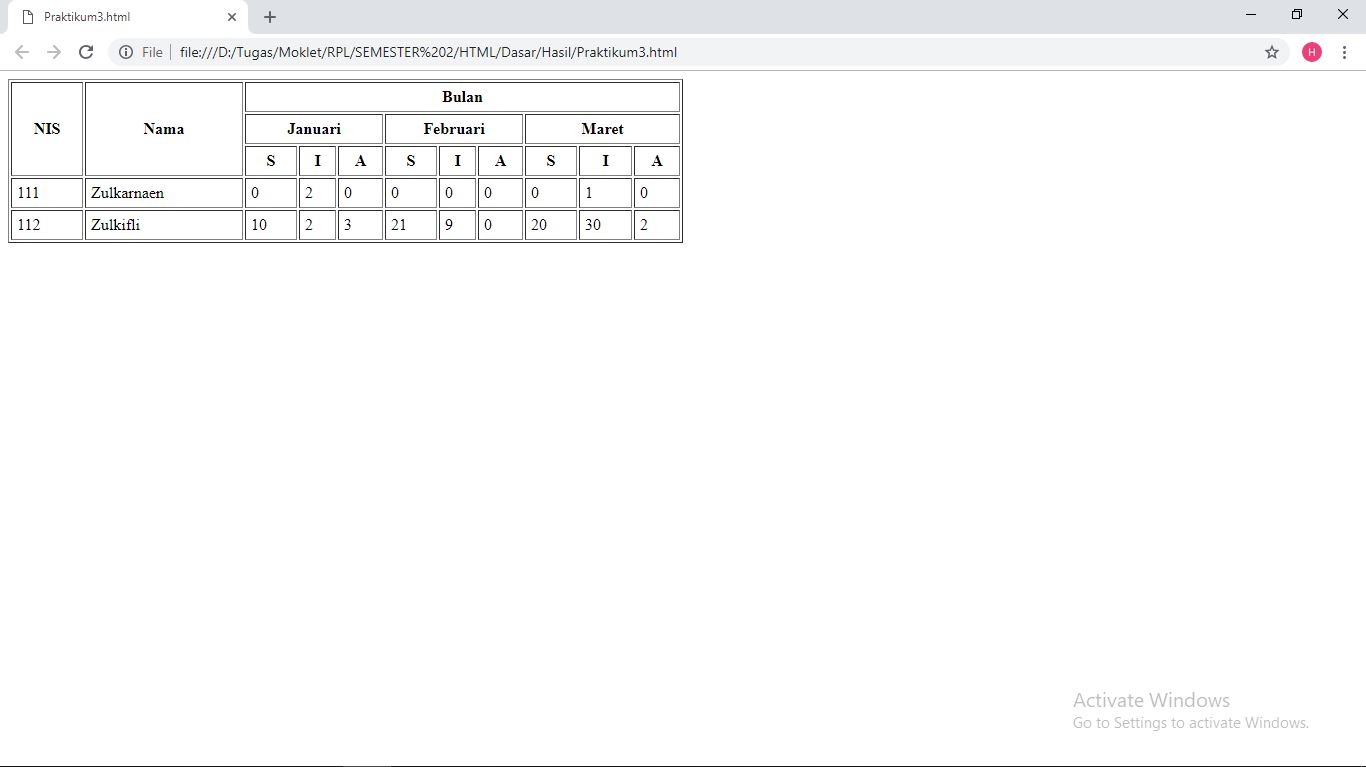 Praktikum3.html
File file:///D:/Tugas/Moklet/RPL/SEMESTER%202/HTML/Dasar/Hasil/Praktikum3.html
H
NIS Nama Bulan
Januari Februari Maret
S I A S I A S I A
111 Zulkarnaen 0 2 0 0 0 0 0 1 0
112 Zulkifli 10 2 3 21 9 0 20 30 2
Activate Windows
Go to Settings to activate Windows.